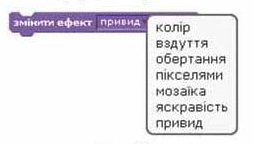 змінити ефект привид
колір
вздуття
обертання
пікселями
мозаїка
яскравість
привид